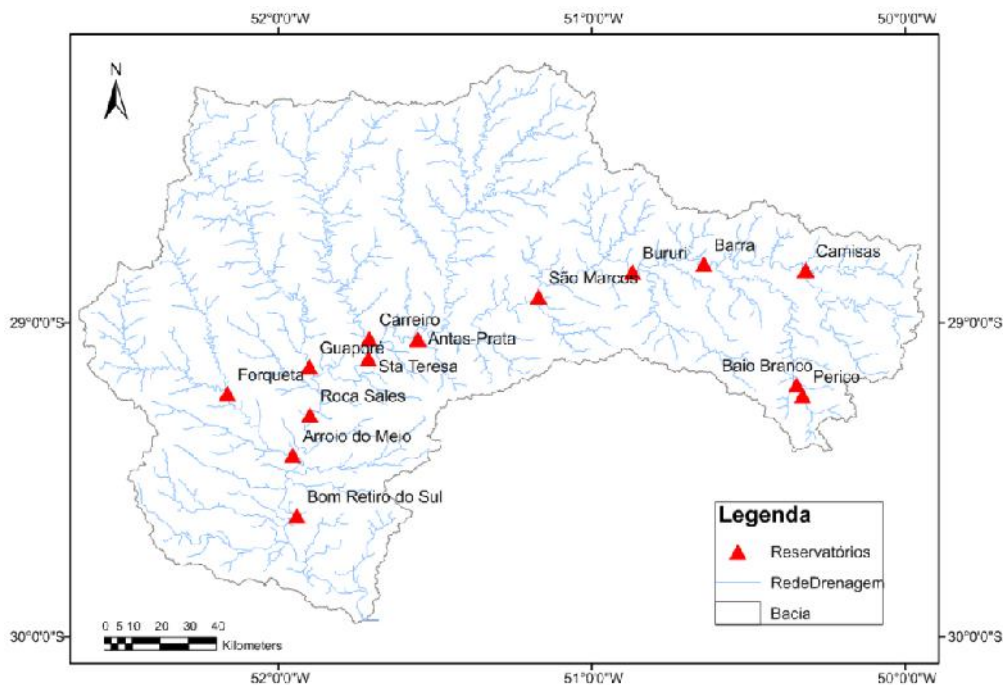 52°0'0"W 51°0'0"W 50°0'0"W
N
Bururi Barra Camisas
São Marcos
29°0'0"S 29°0'0"S
Carreiro
Antas-Prata
Guaporé
Sta Teresa
Baio Branco
Perico
Forqueta
Roca Sales
Arroio do Meio
Bom Retiro do Sul
Legenda
Reservatórios
RedeDrenagem
Bacia
0 5 10 20 30 40
Kilometers
30°0'0"S 30°0'0"S
52°0'0"W 51°0'0"W 50°0'0"W